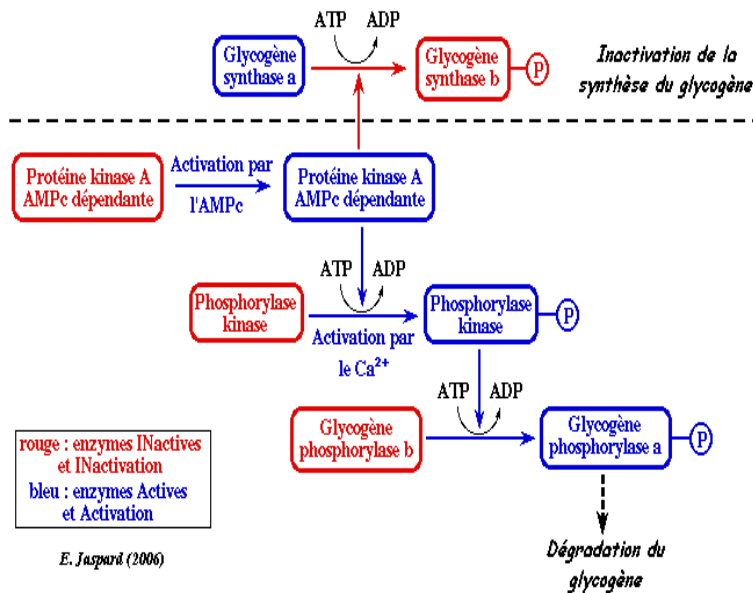 ATP ADP
Glycogène
synthase a
Glycogène
synthase b
P
Inactivation de la
synthèse du glycogène
Protéine kinase A
AMPc dépendante
Activation par
l'AMPc
Protéine kinase A
AMPc dépendante
ATP ADP
Phosphorylase
kinase
Activation par
le Ca²⁺
Phosphorylase
kinase
P
ATP ADP
Glycogène
phosphorylase b
Glycogène
phosphorylase a
P
rouge : enzymes INactives
et INactivation
bleu : enzymes Actives
et Activation
E. Jaspard (2006)
Dégradation du
glycogène